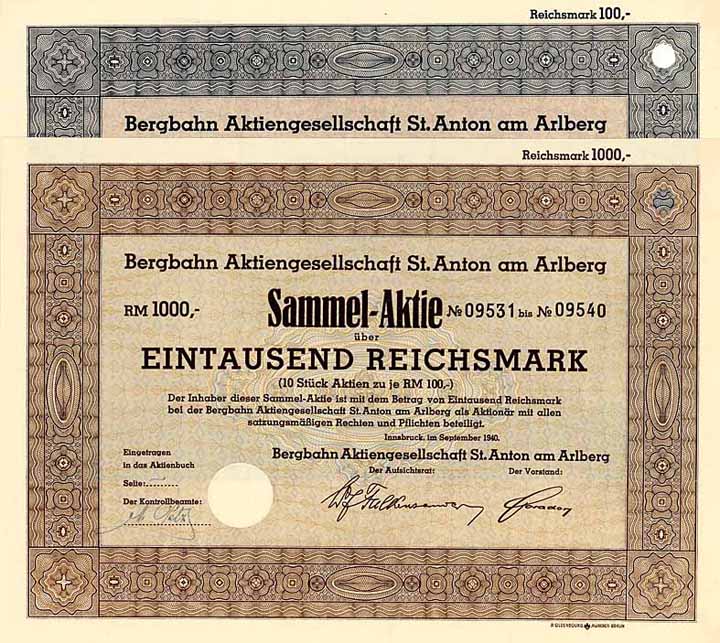 Reichsmark 100,-
Bergbahn Aktiengesellschaft St. Anton am Arlberg
Reichsmark 1000,-
Bergbahn Aktiengesellschaft St. Anton am Arlberg
RM 1000,- Sammel-Aktie № 09531 bis № 09540
über
EINTAUSEND REICHSMARK
(10 Stück Aktien zu je RM 100,-)
Der Inhaber dieser Sammel-Aktie ist mit dem Betrag von Eintausend Reichsmark
bei der Bergbahn Aktiengesellschaft St. Anton am Arlberg als Aktionär mit allen
satzungsmäßigen Rechten und Pflichten beteiligt.
Innsbruck, im September 1940.
Eingetragen
in das Aktienbuch
Seite:
Der Kontrollbeamte:
Bergbahn Aktiengesellschaft St. Anton am Arlberg
Der Aufsichtsrat: Der Vorstand:
R. OLDENBOURG MÜNCHEN BERLIN